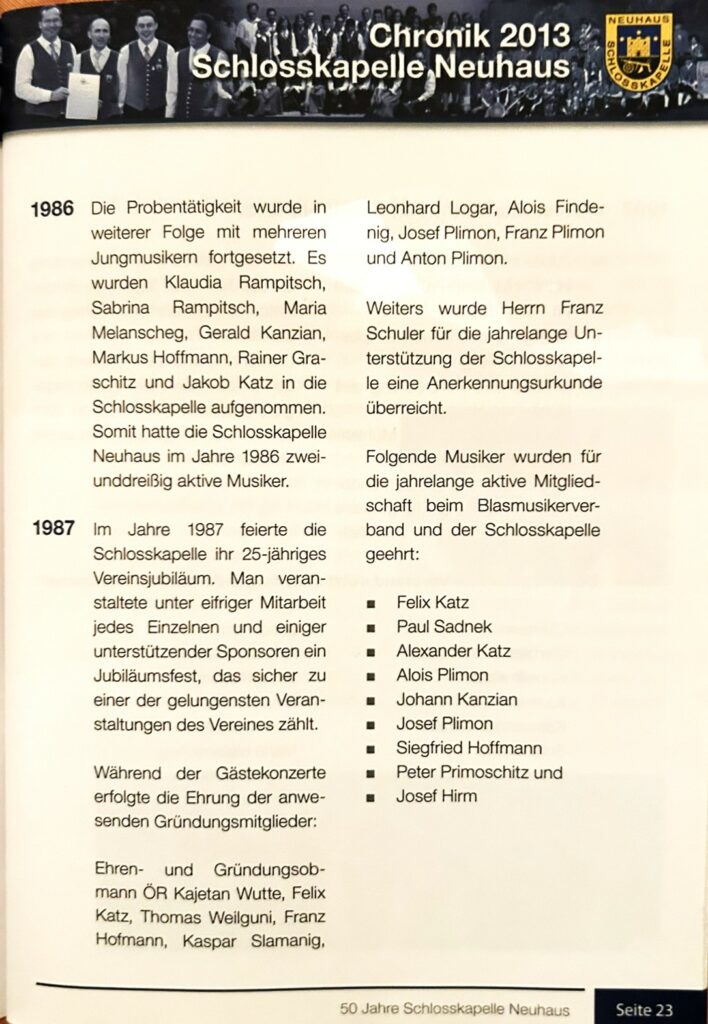 Chronik 2013
Schlosskapelle Neuhaus
NEUHAUS
SCHLOSSKAPELLE
1986
Die Probentätigkeit wurde in
weiterer Folge mit mehreren
Jungmusikern fortgesetzt. Es
wurden Klaudia Rampitsch,
Sabrina Rampitsch, Maria
Melanscheg, Gerald Kanzian,
Markus Hoffmann, Rainer Gra-
schitz und Jakob Katz in die
Schlosskapelle aufgenommen.
Somit hatte die Schlosskapelle
Neuhaus im Jahre 1986 zwei-
unddreißig aktive Musiker.
1987
Im Jahre 1987 feierte die
Schlosskapelle ihr 25-jähriges
Vereinsjubiläum. Man veran-
staltete unter eifriger Mitarbeit
jedes Einzelnen und einiger
unterstützender Sponsoren ein
Jubiläumsfest, das sicher zu
einer der gelungensten Veran-
staltungen des Vereines zählt.
Während der Gästekonzerte
erfolgte die Ehrung der anwe-
senden Gründungsmitglieder:
Ehren- und Gründungsob-
mann ÖR Kajetan Wutte, Felix
Katz, Thomas Weilguni, Franz
Hofmann, Kaspar Slamanig,
Leonhard Logar, Alois Finde-
nig, Josef Plimon, Franz Plimon
und Anton Plimon.
Weiters wurde Herrn Franz
Schuler für die jahrelange Un-
terstützung der Schlosskapel-
le eine Anerkennungsurkunde
überreicht.
Folgende Musiker wurden für
die jahrelange aktive Mitglied-
schaft beim Blasmusikerver-
band und der Schlosskapelle
geehrt:
■ Felix Katz
■ Paul Sadnek
■ Alexander Katz
■ Alois Plimon
■ Johann Kanzian
■ Josef Plimon
■ Siegfried Hoffmann
■ Peter Primoschitz und
■ Josef Hirm
50 Jahre Schlosskapelle Neuhaus
Seite 23